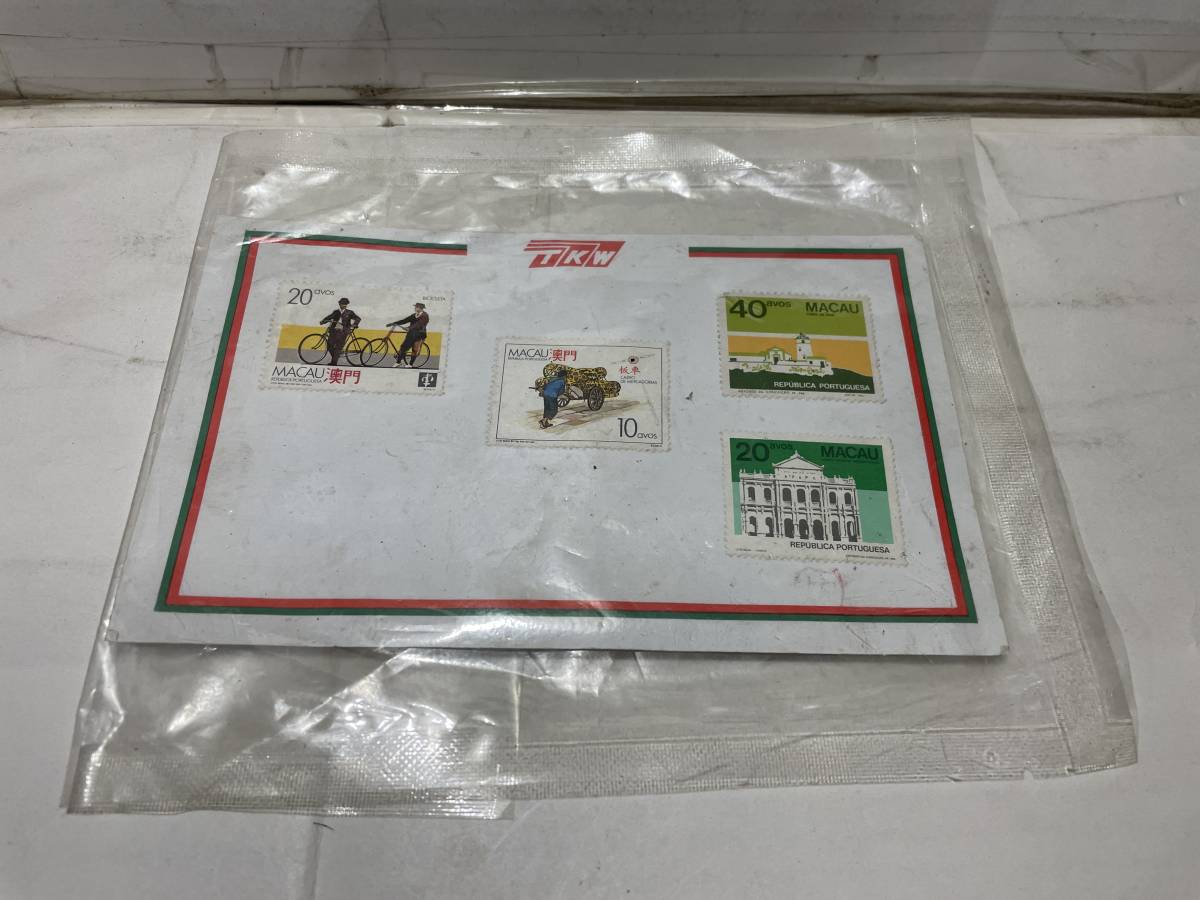 TKW
20 avos
BICICLETA
MACAU 澳門
REPÚBLICA PORTUGUESA
MACAU 澳門
REPÚBLICA PORTUGUESA
板車
CARRO
DE MERCADORIAS
10 avos
40 avos MACAU
REPÚBLICA PORTUGUESA
20 avos MACAU
REPÚBLICA PORTUGUESA